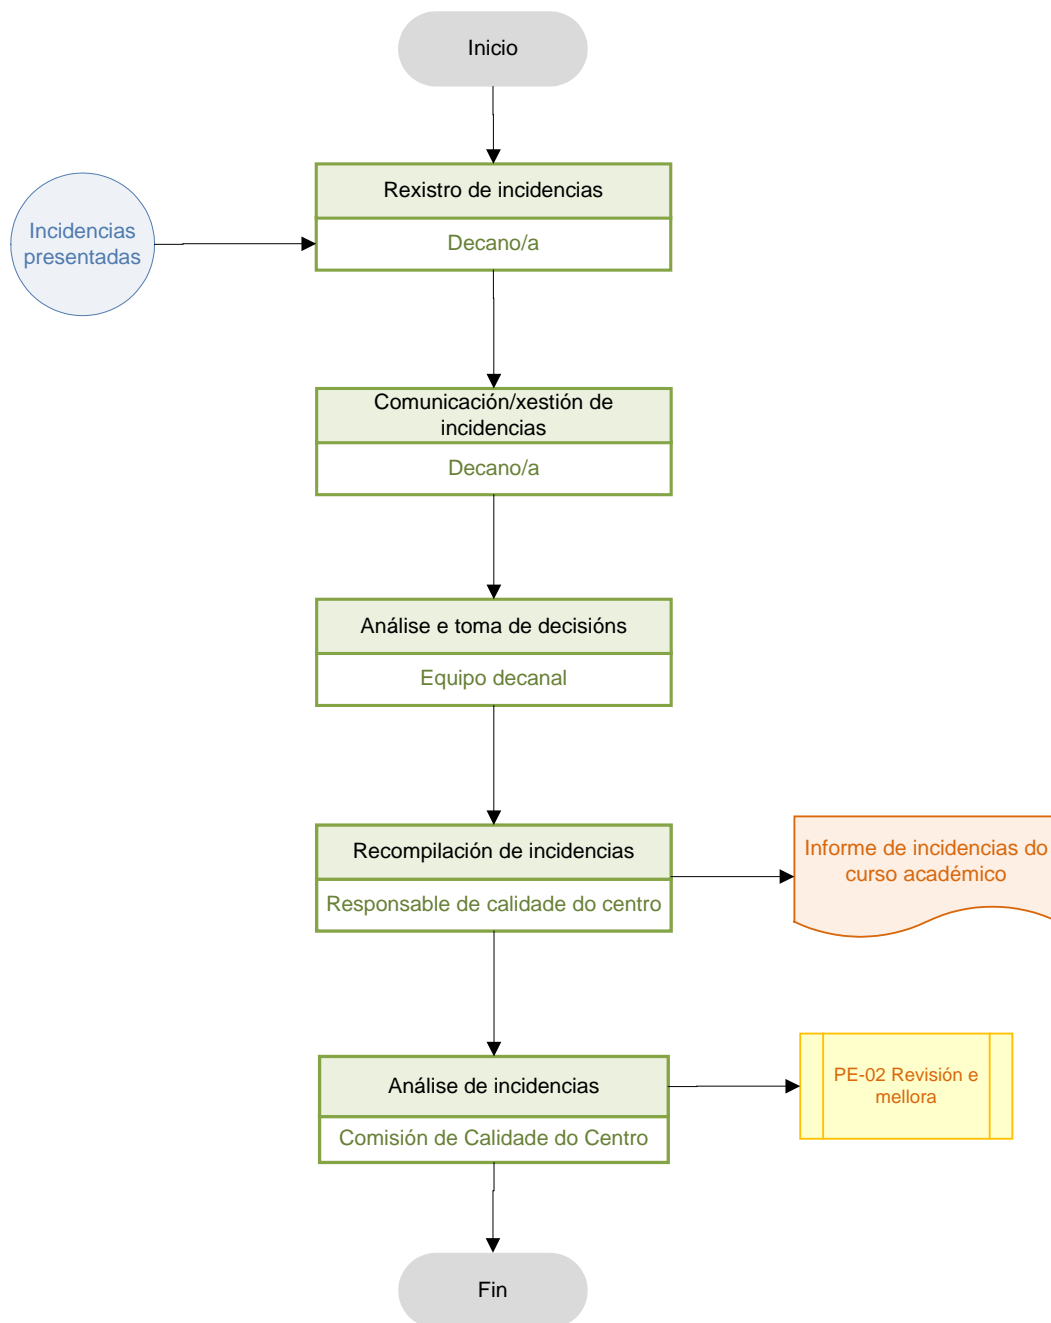 Inicio
Rexistro de incidencias
Decano/a
Incidencias
presentadas
Comunicación/xestión de
incidencias
Decano/a
Análise e toma de decisións
Equipo decanal
Recompilación de incidencias
Responsable de calidade do centro
Informe de incidencias do
curso académico
Análise de incidencias
Comisión de Calidade do Centro
PE-02 Revisión e
mellora
Fin